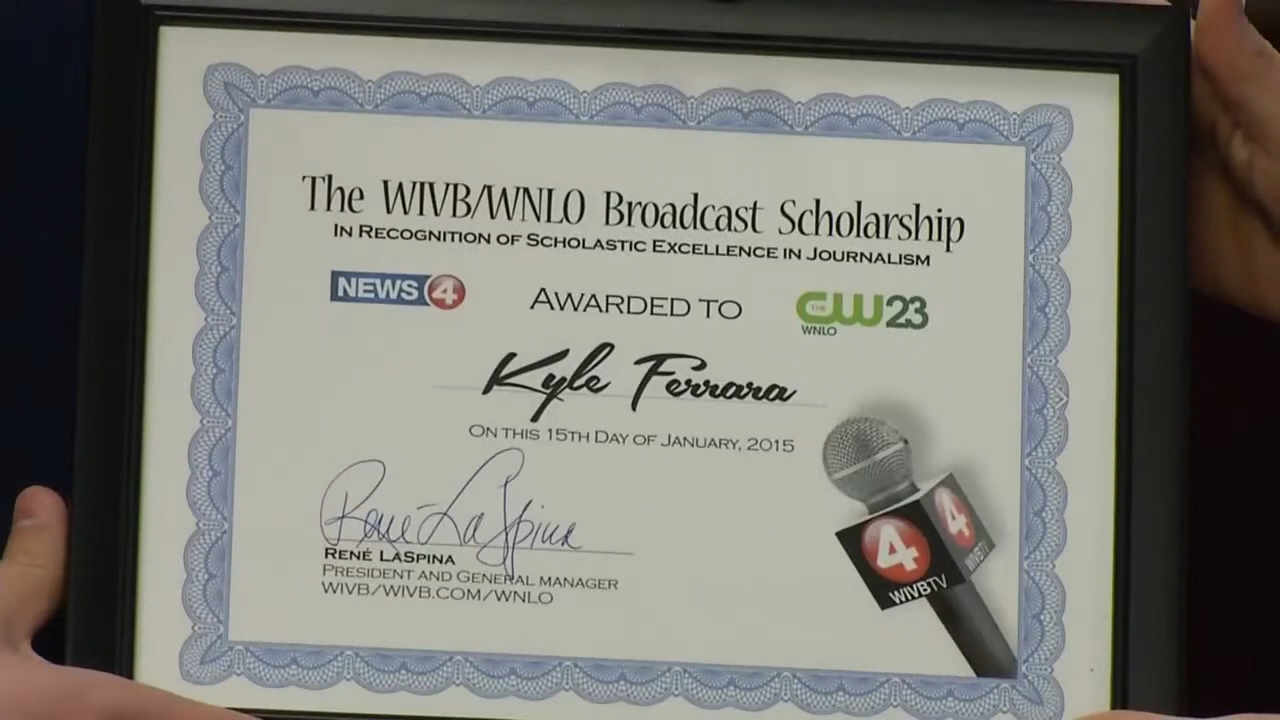 The WIVB/WNLO Broadcast Scholarship
IN RECOGNITION OF SCHOLASTIC EXCELLENCE IN JOURNALISM
NEWS 4
AWARDED TO
THE CW23
WNLO
Kyle Ferrara
ON THIS 15TH DAY OF JANUARY, 2015
René LaSpina
RENÉ LASPINA
PRESIDENT AND GENERAL MANAGER
WIVB/WIVB.COM/WNLO
4
WIVBTV
4
WIVBTV